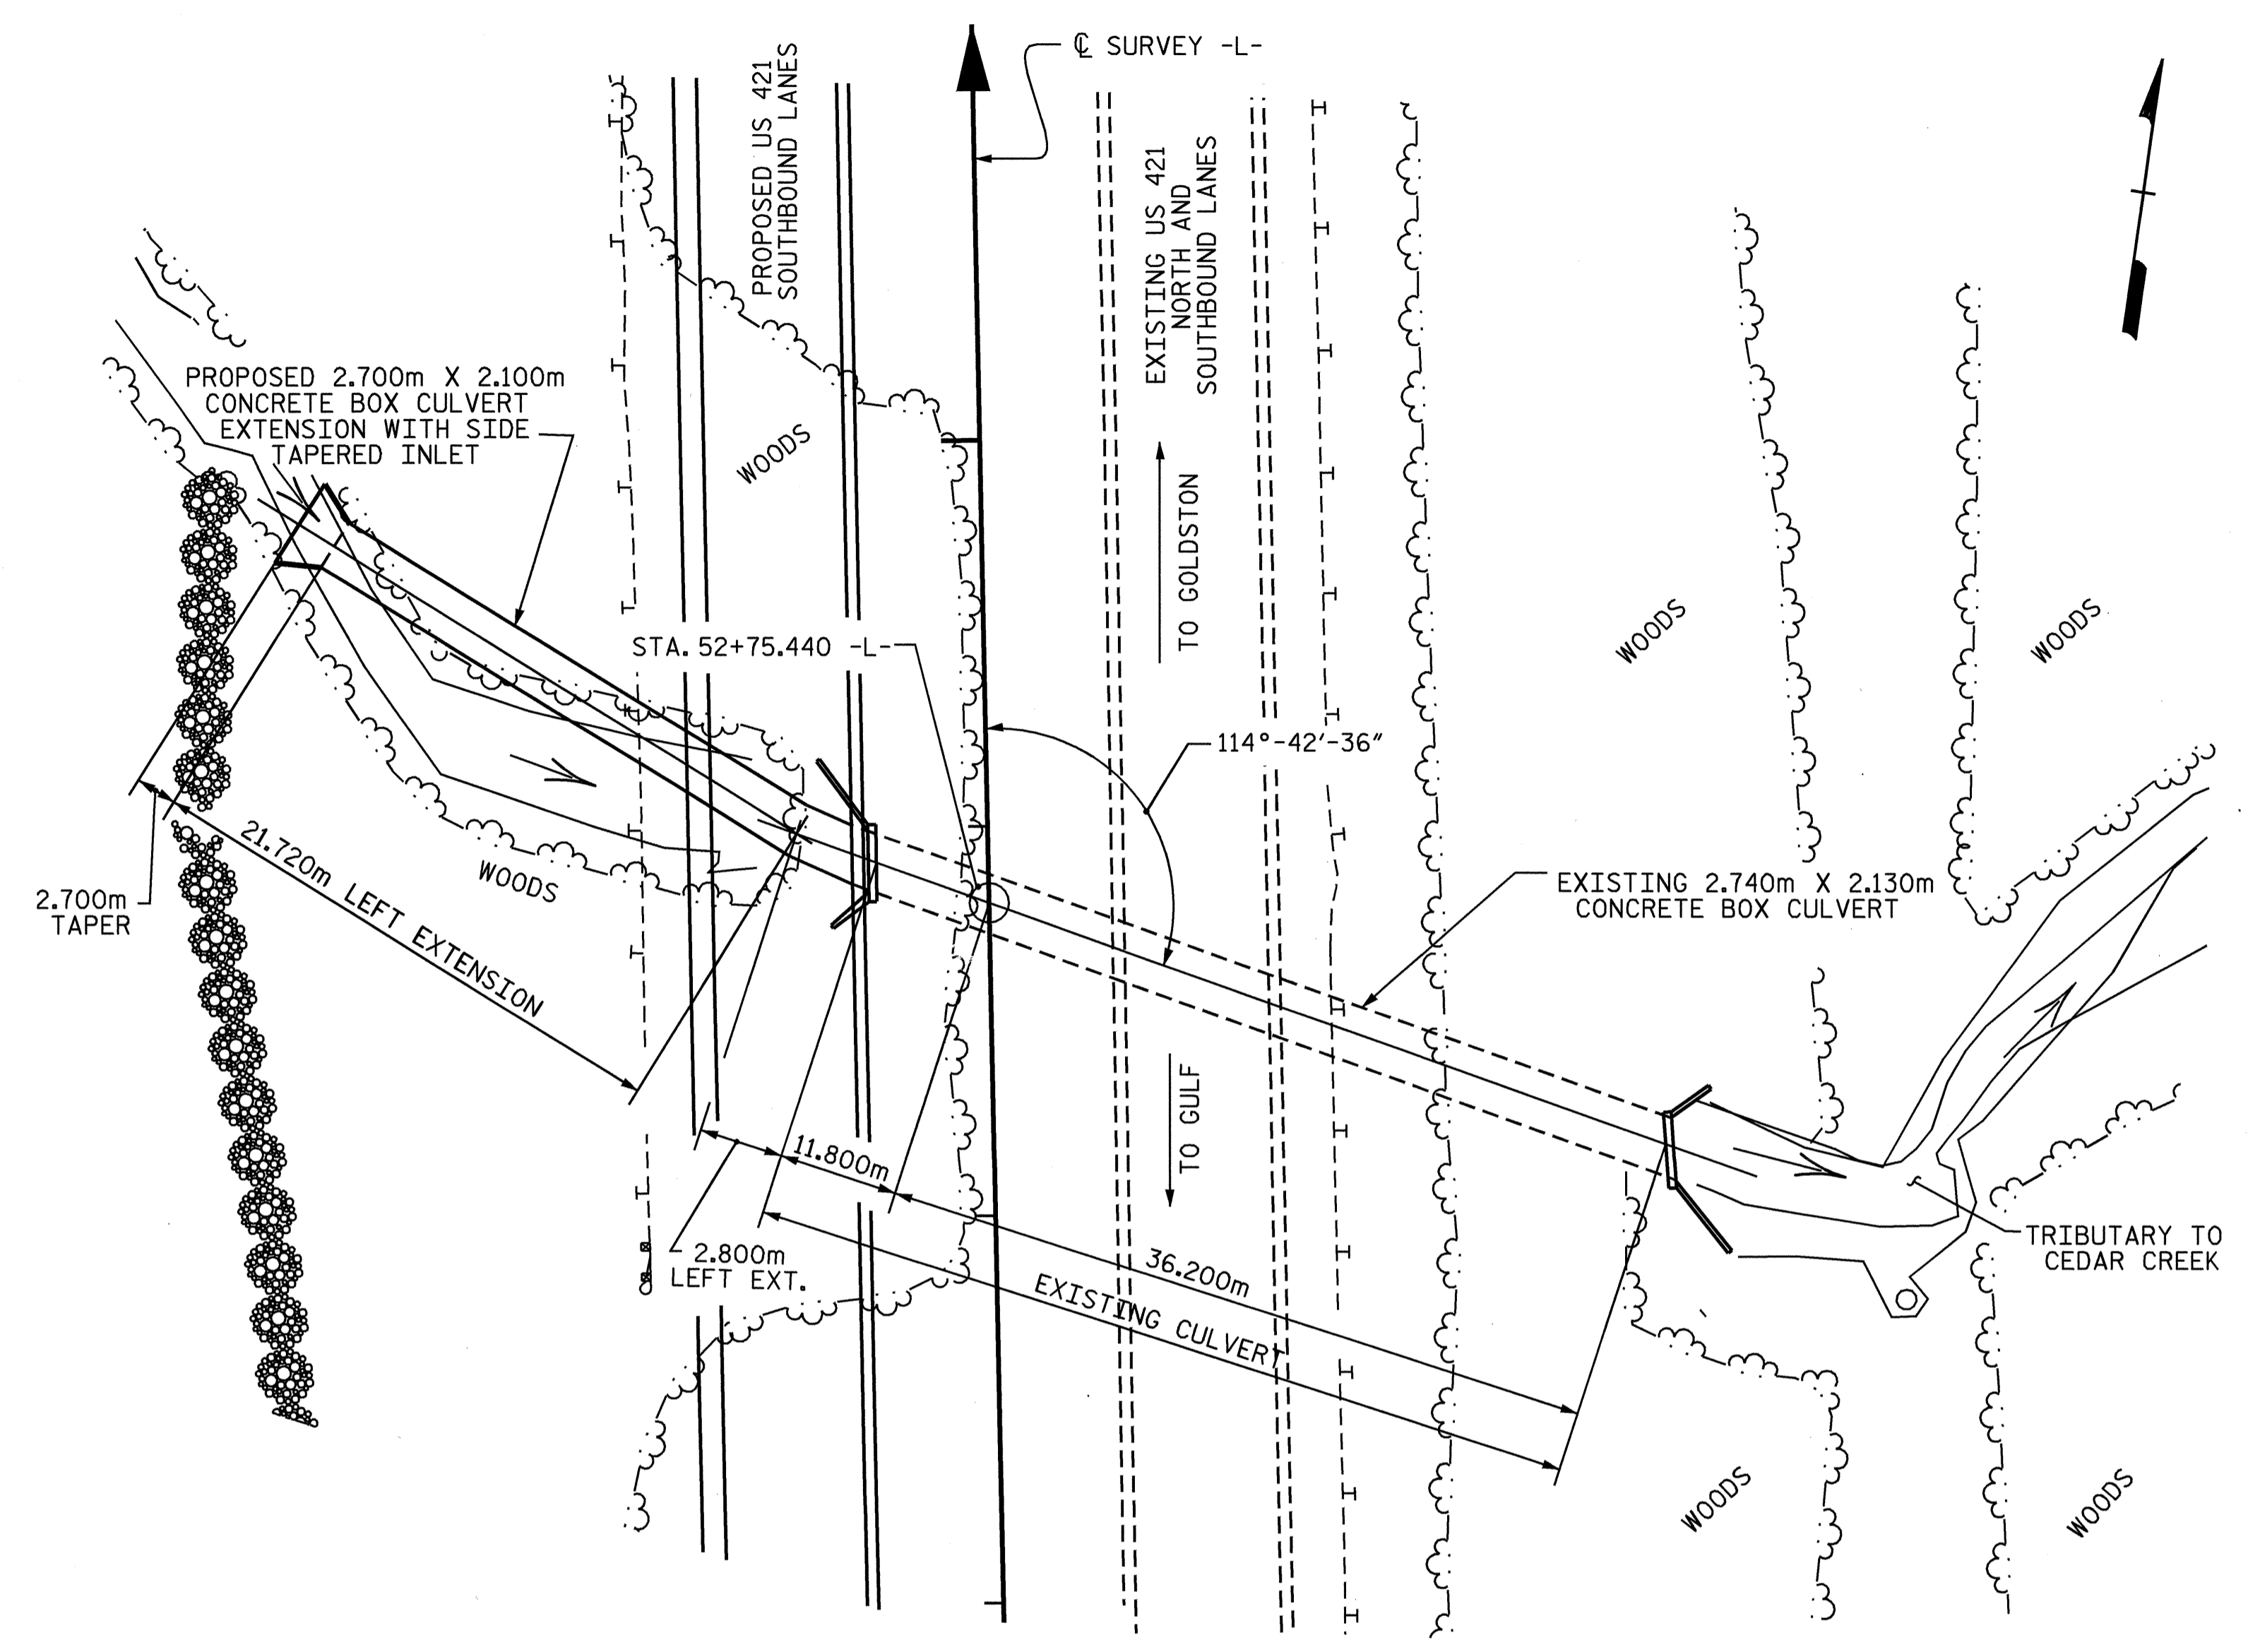 ℄ SURVEY -L-
PROPOSED US 421
SOUTHBOUND LANES
EXISTING US 421
NORTH AND
SOUTHBOUND LANES
PROPOSED 2.700m X 2.100m
CONCRETE BOX CULVERT
EXTENSION WITH SIDE
TAPERED INLET
WOODS
TO GOLDSTON
STA. 52+75.440 -L-
WOODS
WOODS
114°-42'-36"
21.720m LEFT EXTENSION
WOODS
2.700m
TAPER
EXISTING 2.740m X 2.130m
CONCRETE BOX CULVERT
TO GULF
11.800m
2.800m
LEFT EXT.
36.200m
EXISTING CULVERT
TRIBUTARY TO
CEDAR CREEK
WOODS
WOODS